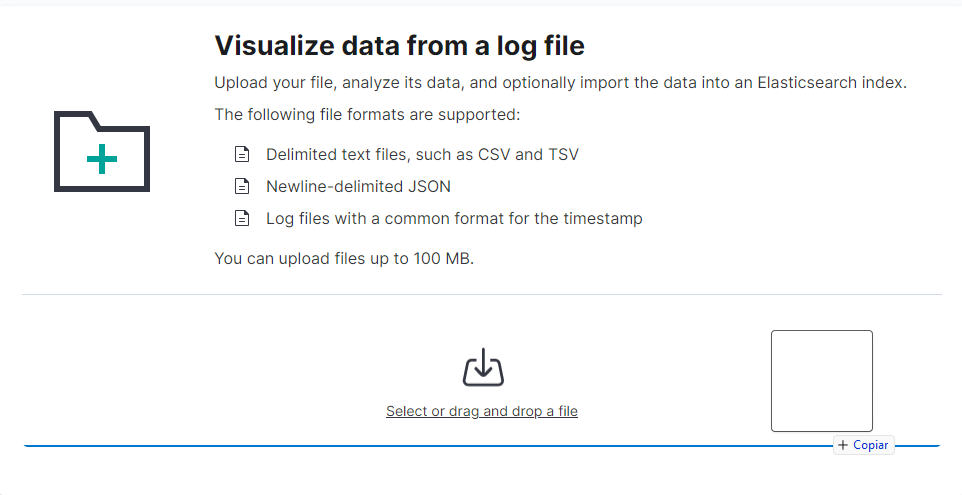 Visualize data from a log file
Upload your file, analyze its data, and optionally import the data into an Elasticsearch index.
The following file formats are supported:
Delimited text files, such as CSV and TSV
Newline-delimited JSON
Log files with a common format for the timestamp
You can upload files up to 100 MB.
Select or drag and drop a file
+ Copiar